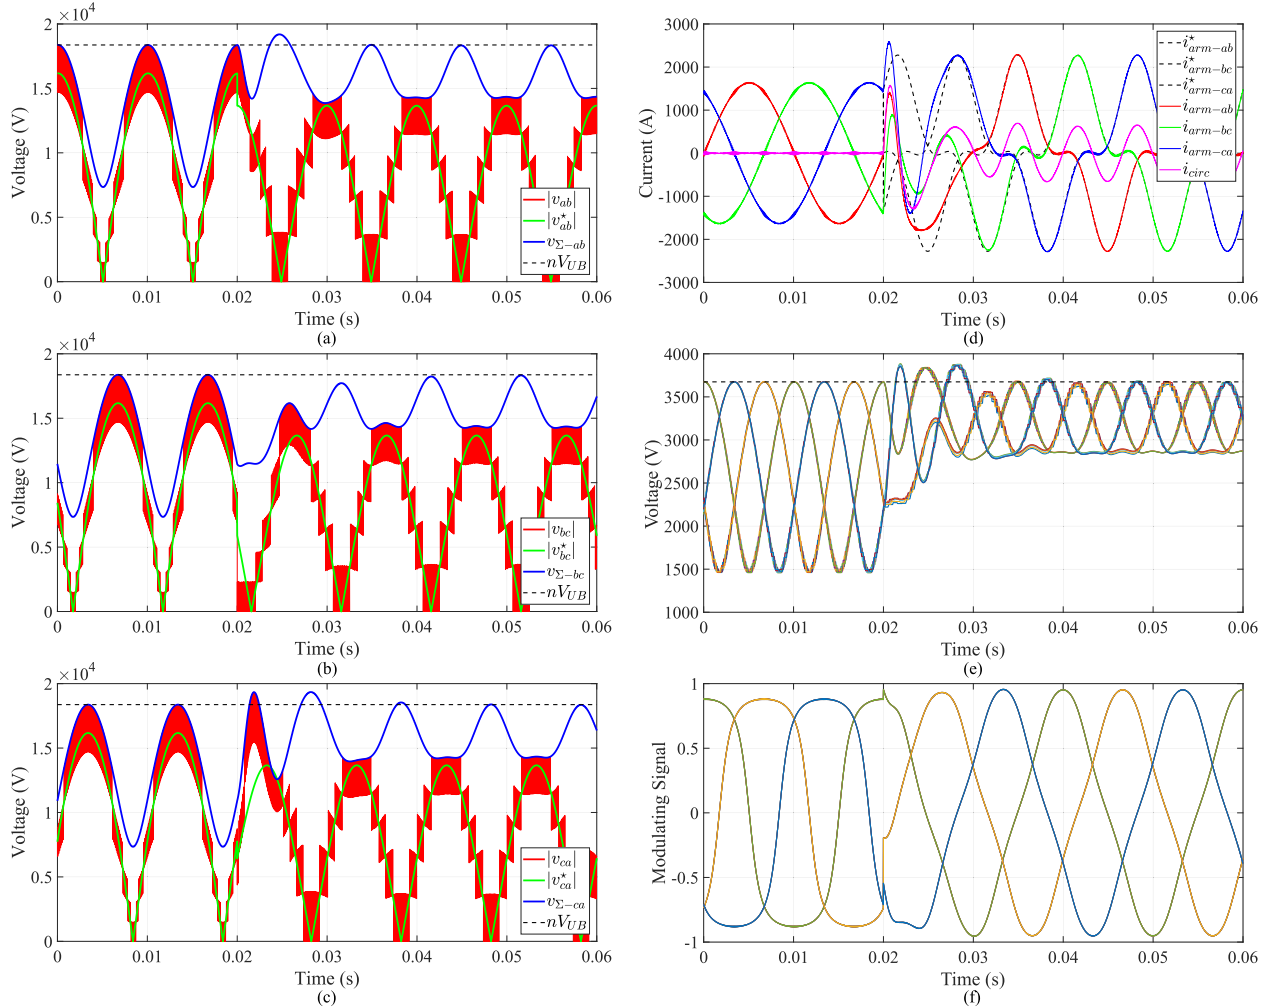 ×10⁴
2
1.5
1
0.5
0
Voltage (V)
|v_ab|
|v*_ab|
v_Σ−ab
nV_UB
0 0.01 0.02 0.03 0.04 0.05 0.06
Time (s)
(a)
×10⁴
2
1.5
1
0.5
0
Voltage (V)
|v_bc|
|v*_bc|
v_Σ−bc
nV_UB
0 0.01 0.02 0.03 0.04 0.05 0.06
Time (s)
(b)
×10⁴
2
1.5
1
0.5
0
Voltage (V)
|v_ca|
|v*_ca|
v_Σ−ca
nV_UB
0 0.01 0.02 0.03 0.04 0.05 0.06
Time (s)
(c)
3000
2000
1000
0
-1000
-2000
-3000
Current (A)
i*_arm−ab
i*_arm−bc
i*_arm−ca
i_arm−ab
i_arm−bc
i_arm−ca
i_circ
0 0.01 0.02 0.03 0.04 0.05 0.06
Time (s)
(d)
4000
3500
3000
2500
2000
1500
1000
Voltage (V)
0 0.01 0.02 0.03 0.04 0.05 0.06
Time (s)
(e)
1
0.5
0
-0.5
-1
Modulating Signal
0 0.01 0.02 0.03 0.04 0.05 0.06
Time (s)
(f)